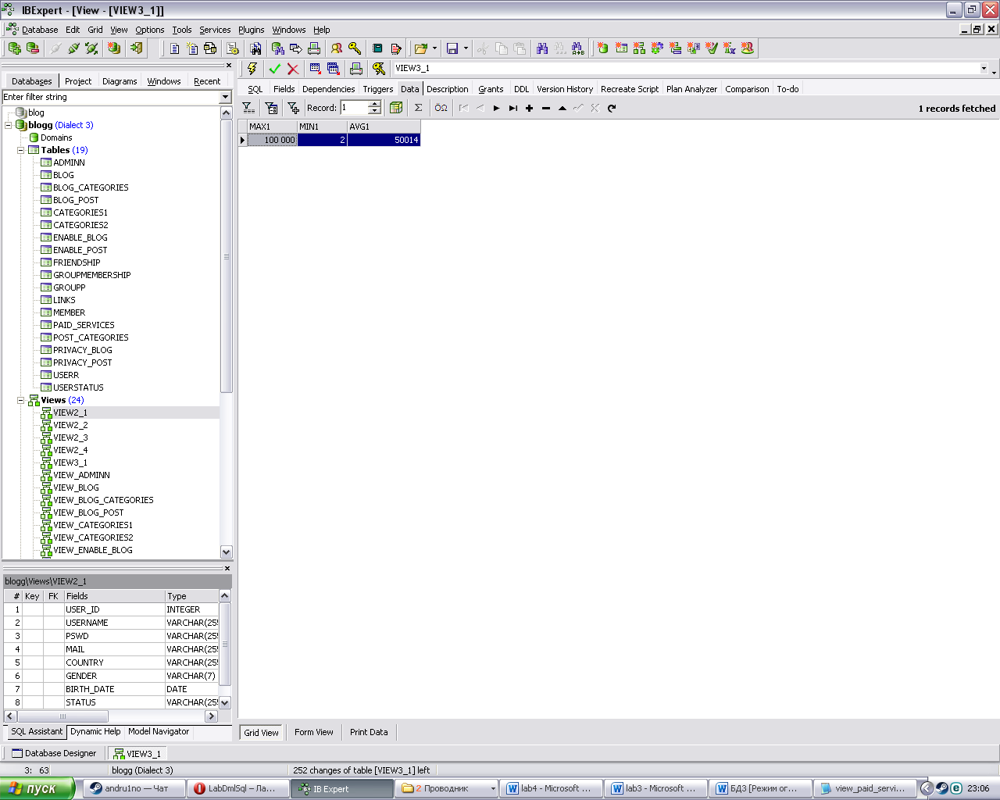 IBExpert - [View - [VIEW3_1]]
Database Edit Grid View Options Tools Services Plugins Windows Help
Databases Project Diagrams Windows Recent
Enter filter string
blog
blogg (Dialect 3)
Domains
Tables (19)
ADMINN
BLOG
BLOG_CATEGORIES
BLOG_POST
CATEGORIES1
CATEGORIES2
ENABLE_BLOG
ENABLE_POST
FRIENDSHIP
GROUPMEMBERSHIP
GROUPP
LINKS
MEMBER
PAID_SERVICES
POST_CATEGORIES
PRIVACY_BLOG
PRIVACY_POST
USERR
USERSTATUS
Views (24)
VIEW2_1
VIEW2_2
VIEW2_3
VIEW2_4
VIEW3_1
VIEW_ADMINN
VIEW_BLOG
VIEW_BLOG_CATEGORIES
VIEW_BLOG_POST
VIEW_CATEGORIES1
VIEW_CATEGORIES2
VIEW_ENABLE_BLOG
blogg\Views\VIEW2_1
# Key FK Fields Type
1 USER_ID INTEGER
2 USERNAME VARCHAR(255
3 PSWD VARCHAR(255
4 MAIL VARCHAR(255
5 COUNTRY VARCHAR(255
6 GENDER VARCHAR(7)
7 BIRTH_DATE DATE
8 STATUS VARCHAR(255
SQL Assistant Dynamic Help Model Navigator
VIEW3_1
SQL Fields Dependencies Triggers Data Description Grants DDL Version History Recreate Script Plan Analyzer Comparison To-do
Record: 1 Σ ÖΩ 1 records fetched
MAX1 MIN1 AVG1
100 000 2 50014
Grid View Form View Print Data
Database Designer VIEW3_1
3: 63 blogg (Dialect 3) 252 changes of table [VIEW3_1] left
пуск andru1no — Чат LabDmlSql – Ла... IB Expert 2 Проводник lab4 - Microsoft ... lab3 - Microsoft ... БД3 [Режим ог... view_paid_servi... 23:06